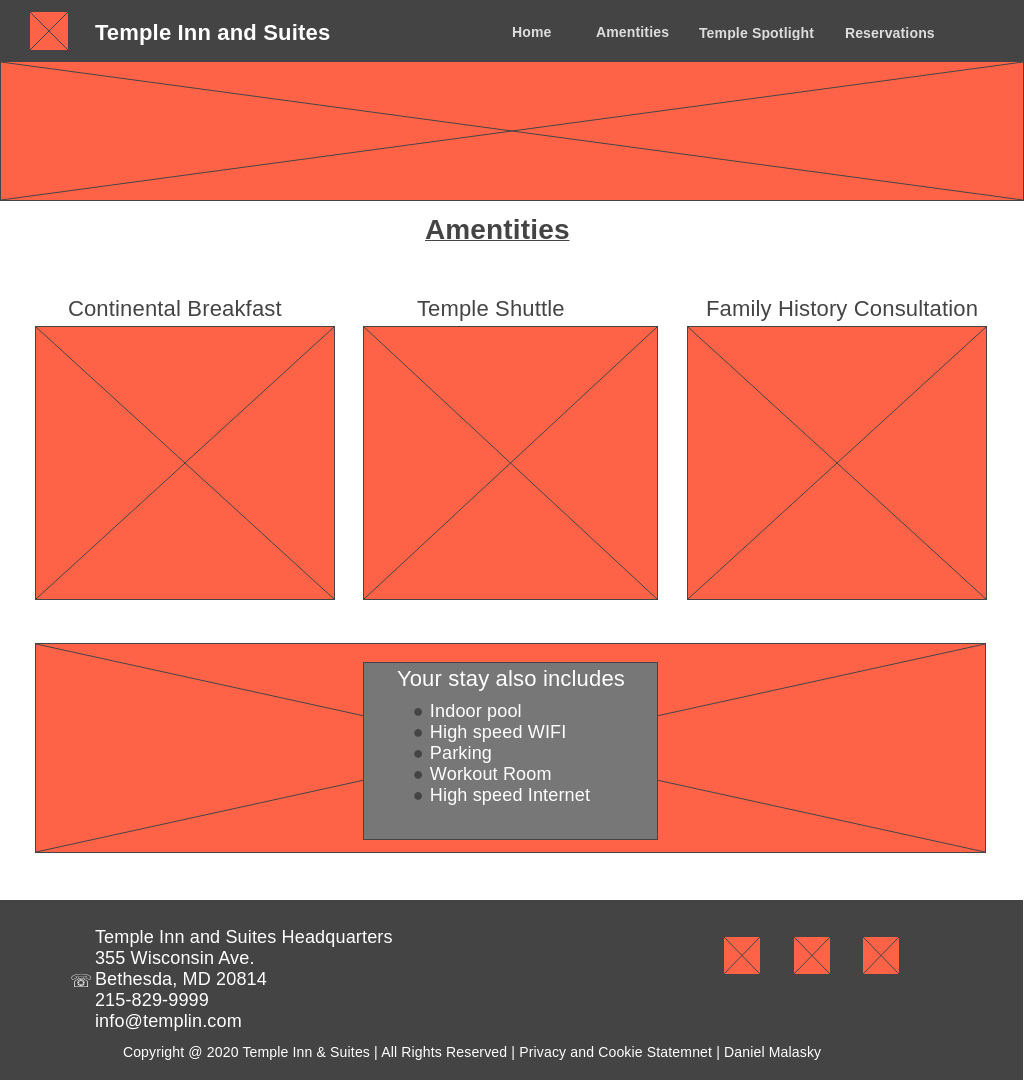 Temple Inn and Suites
Home Amentities Temple Spotlight Reservations
Amentities
Continental Breakfast
Temple Shuttle
Family History Consultation
Your stay also includes
● Indoor pool
● High speed WIFI
● Parking
● Workout Room
● High speed Internet
Temple Inn and Suites Headquarters
355 Wisconsin Ave.
☏ Bethesda, MD 20814
215-829-9999
info@templin.com
Copyright @ 2020 Temple Inn & Suites | All Rights Reserved | Privacy and Cookie Statemnet | Daniel Malasky